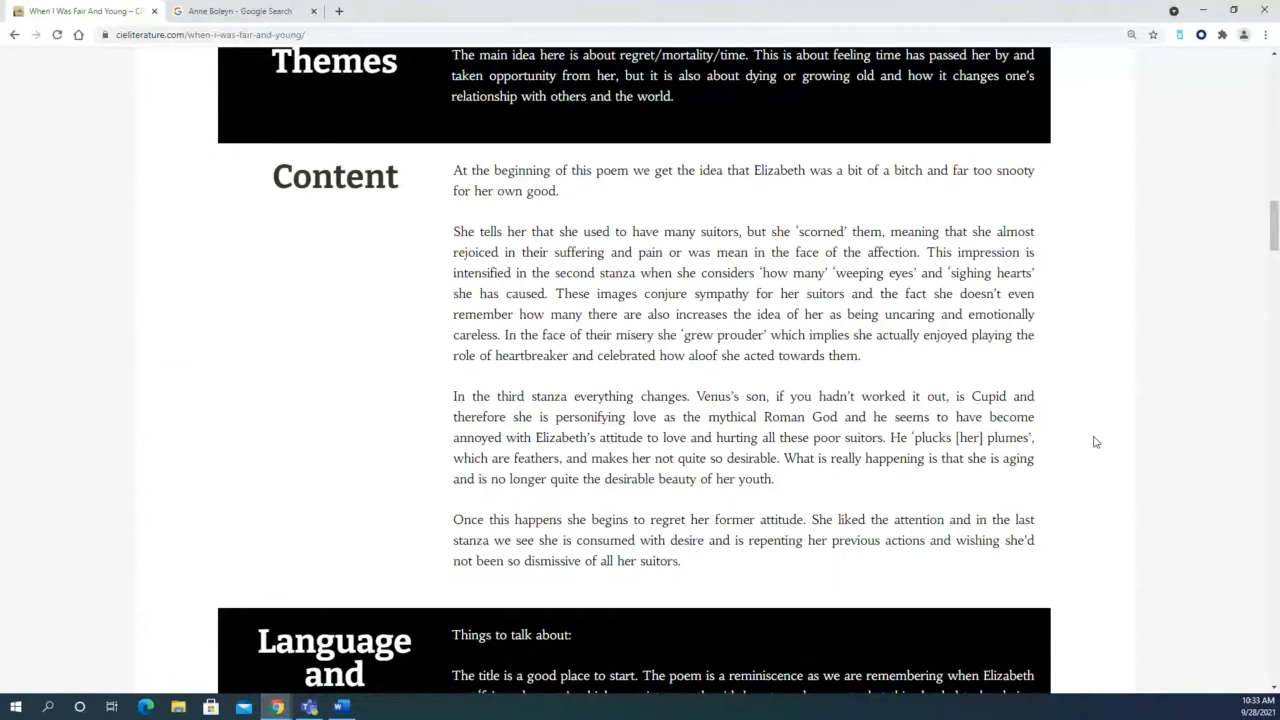 When I Was Fair And Young – Cl
Anne Boleyn - Google Search
cieliterature.com/when-i-was-fair-and-young/
Themes
The main idea here is about regret/mortality/time. This is about feeling time has passed her by and
taken opportunity from her, but it is also about dying or growing old and how it changes one's
relationship with others and the world.
Content
At the beginning of this poem we get the idea that Elizabeth was a bit of a bitch and far too snooty
for her own good.
She tells her that she used to have many suitors, but she ‘scorned’ them, meaning that she almost
rejoiced in their suffering and pain or was mean in the face of the affection. This impression is
intensified in the second stanza when she considers ‘how many’ ‘weeping eyes’ and ‘sighing hearts’
she has caused. These images conjure sympathy for her suitors and the fact she doesn’t even
remember how many there are also increases the idea of her as being uncaring and emotionally
careless. In the face of their misery she ‘grew prouder’ which implies she actually enjoyed playing the
role of heartbreaker and celebrated how aloof she acted towards them.
In the third stanza everything changes. Venus’s son, if you hadn’t worked it out, is Cupid and
therefore she is personifying love as the mythical Roman God and he seems to have become
annoyed with Elizabeth’s attitude to love and hurting all these poor suitors. He ‘plucks [her] plumes’,
which are feathers, and makes her not quite so desirable. What is really happening is that she is aging
and is no longer quite the desirable beauty of her youth.
Once this happens she begins to regret her former attitude. She liked the attention and in the last
stanza we see she is consumed with desire and is repenting her previous actions and wishing she’d
not been so dismissive of all her suitors.
Language
and
Things to talk about:
The title is a good place to start. The poem is a reminiscence as we are remembering when Elizabeth
10:33 AM
9/28/2021